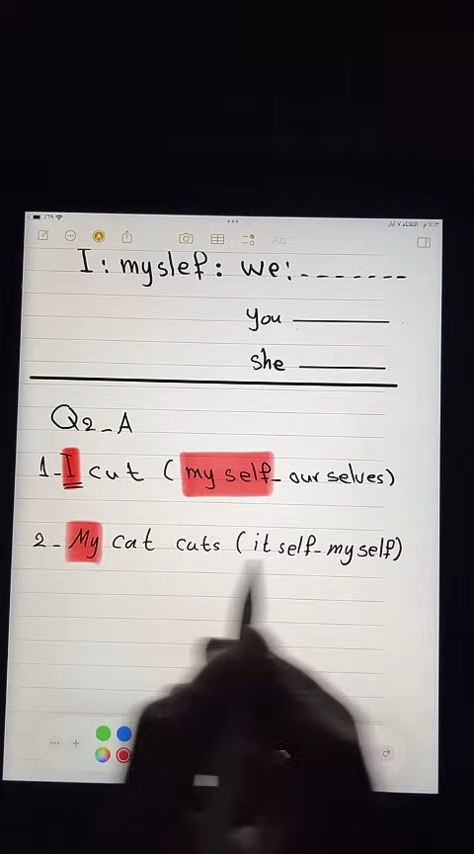 I: myslef: we:-------
you
she
Q2-A
1-I cut (my self-our selves)
2-My cat cuts (it self-my self)